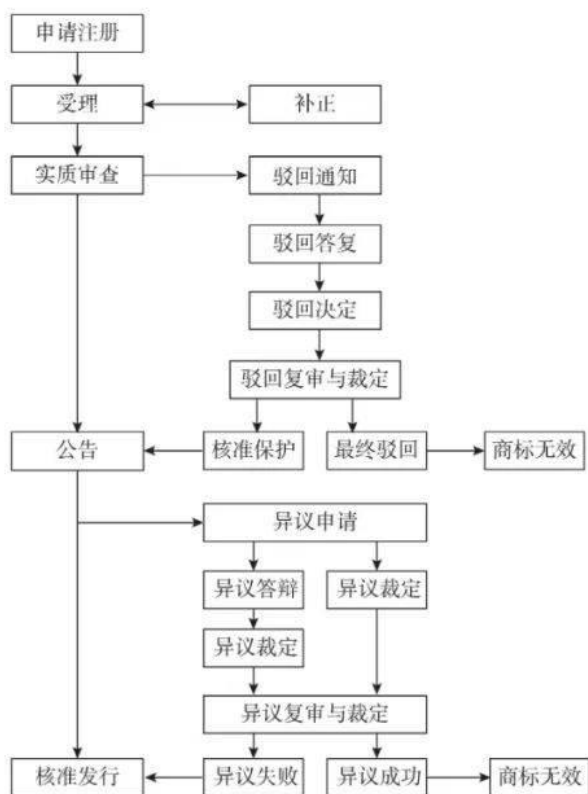 申请注册
受理
补正
实质审查
驳回通知
驳回答复
驳回决定
驳回复审与裁定
公告
核准保护
最终驳回
商标无效
异议申请
异议答辩
异议裁定
异议裁定
异议复审与裁定
核准发行
异议失败
异议成功
商标无效